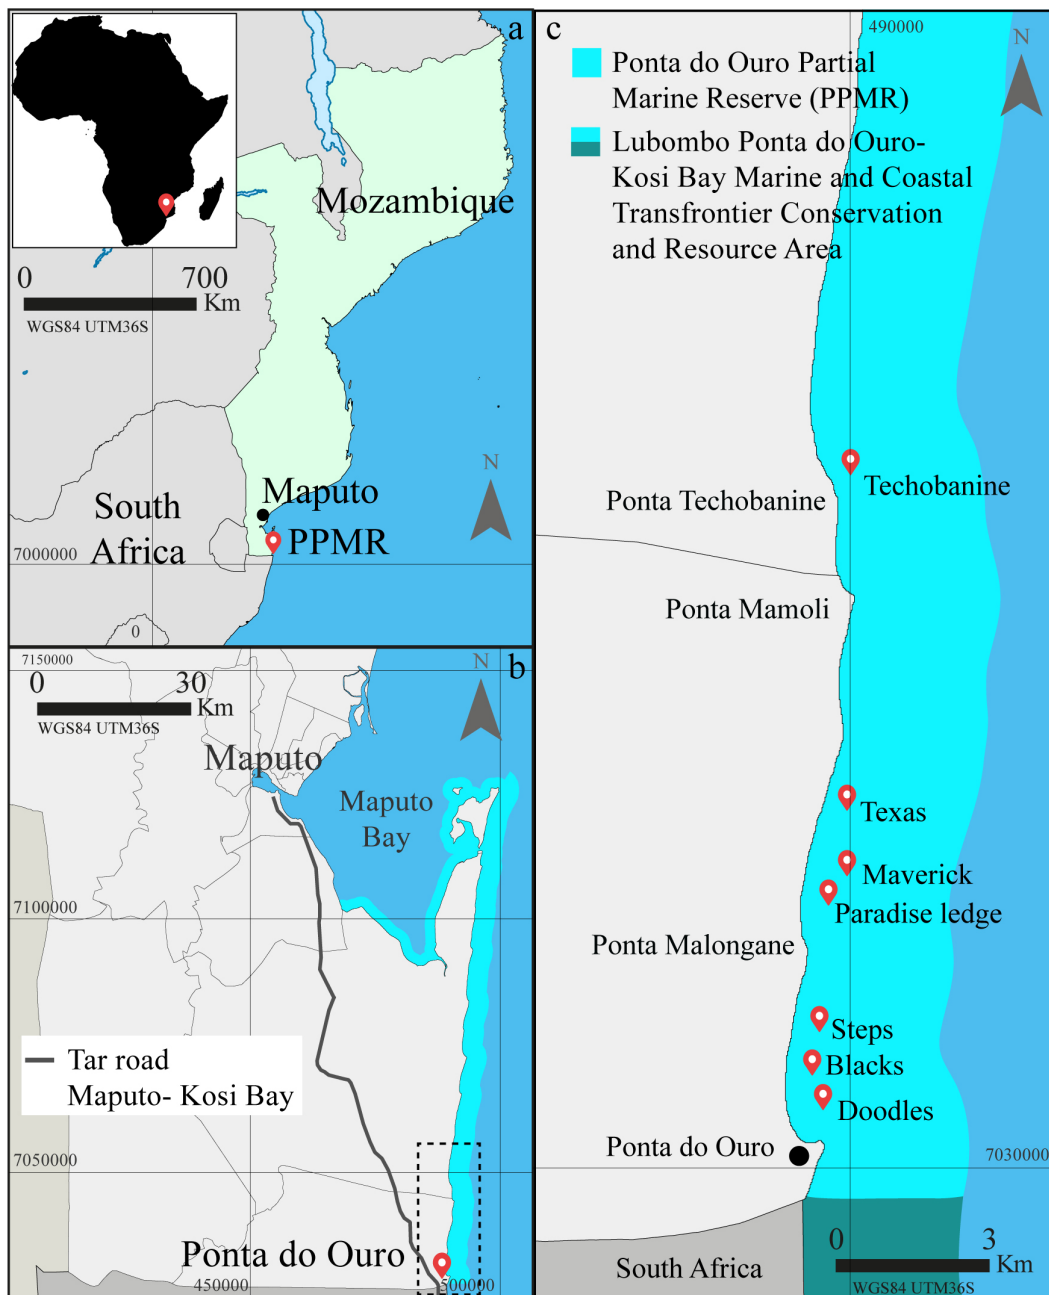 a
Mozambique
0 700
Km
WGS84 UTM36S
N
Maputo
South
Africa
PPMR
7000000
0
b
7150000
N
0 30
Km
WGS84 UTM36S
Maputo
Maputo
Bay
7100000
Tar road
Maputo- Kosi Bay
7050000
Ponta do Ouro
450000
500000
c
490000
N
Ponta do Ouro Partial
Marine Reserve (PPMR)
Lubombo Ponta do Ouro-
Kosi Bay Marine and Coastal
Transfrontier Conservation
and Resource Area
Techobanine
Ponta Techobanine
Ponta Mamoli
Texas
Maverick
Paradise ledge
Ponta Malongane
Steps
Blacks
Doodles
Ponta do Ouro
7030000
0 3
South Africa
Km
WGS84 UTM36S